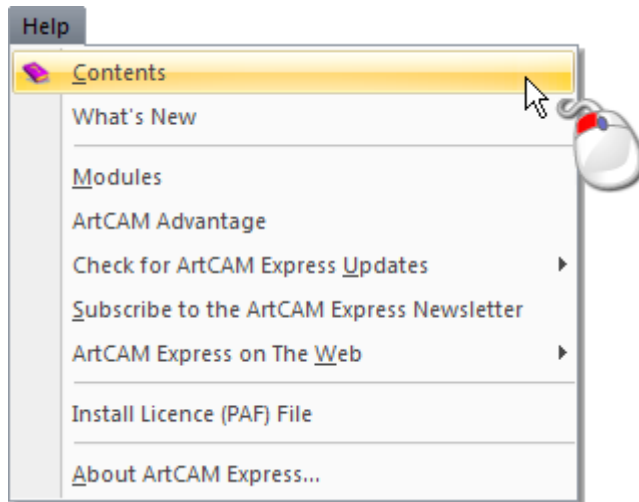 Help
Contents
What's New
Modules
ArtCAM Advantage
Check for ArtCAM Express Updates
Subscribe to the ArtCAM Express Newsletter
ArtCAM Express on The Web
Install Licence (PAF) File
About ArtCAM Express...